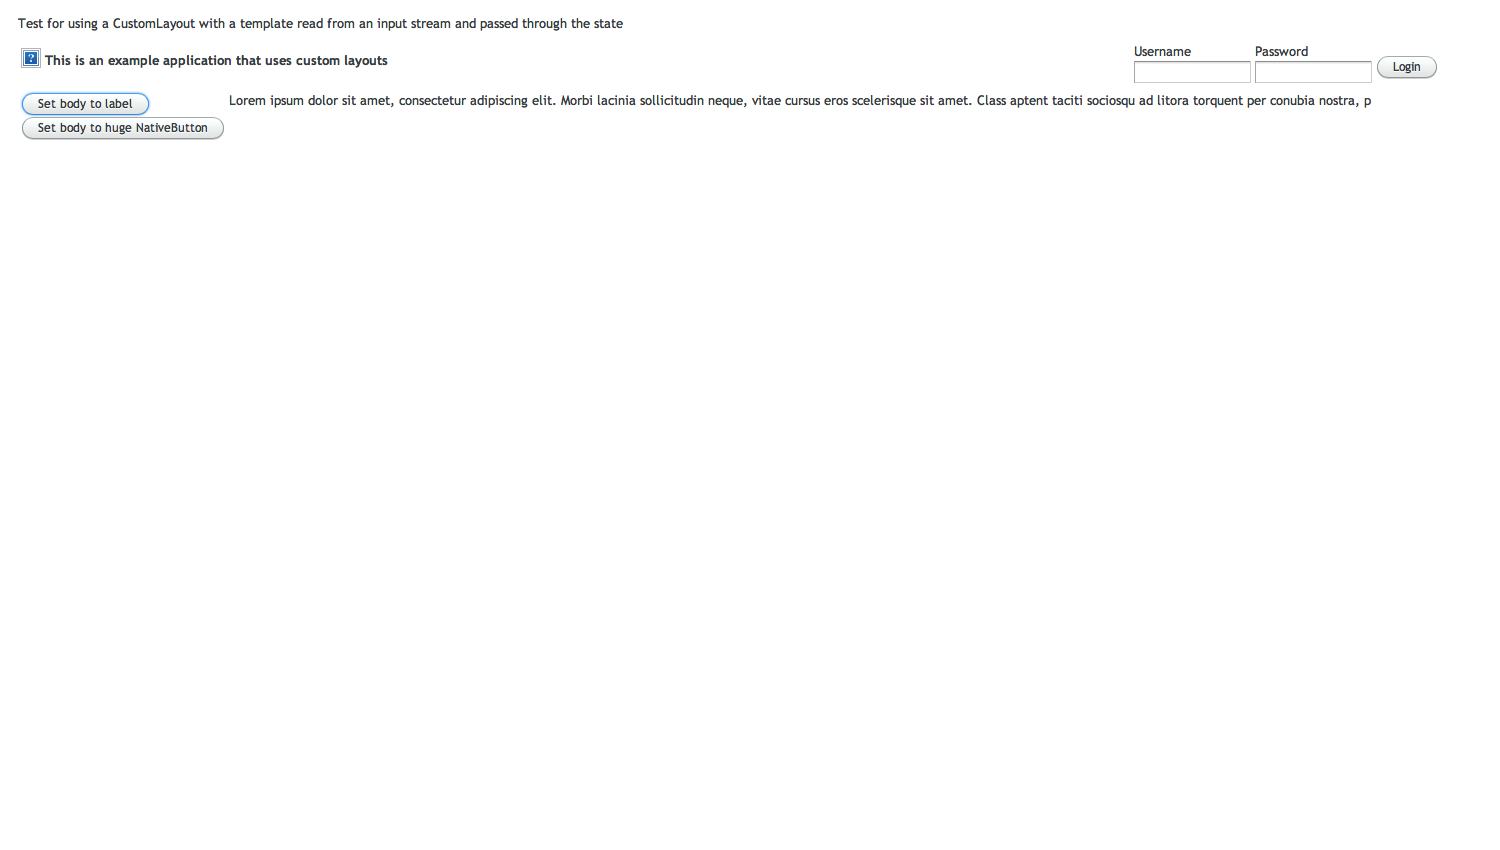 Test for using a CustomLayout with a template read from an input stream and passed through the state
This is an example application that uses custom layouts
Username
Password
Login
Set body to label
Lorem ipsum dolor sit amet, consectetur adipiscing elit. Morbi lacinia sollicitudin neque, vitae cursus eros scelerisque sit amet. Class aptent taciti sociosqu ad litora torquent per conubia nostra, p
Set body to huge NativeButton